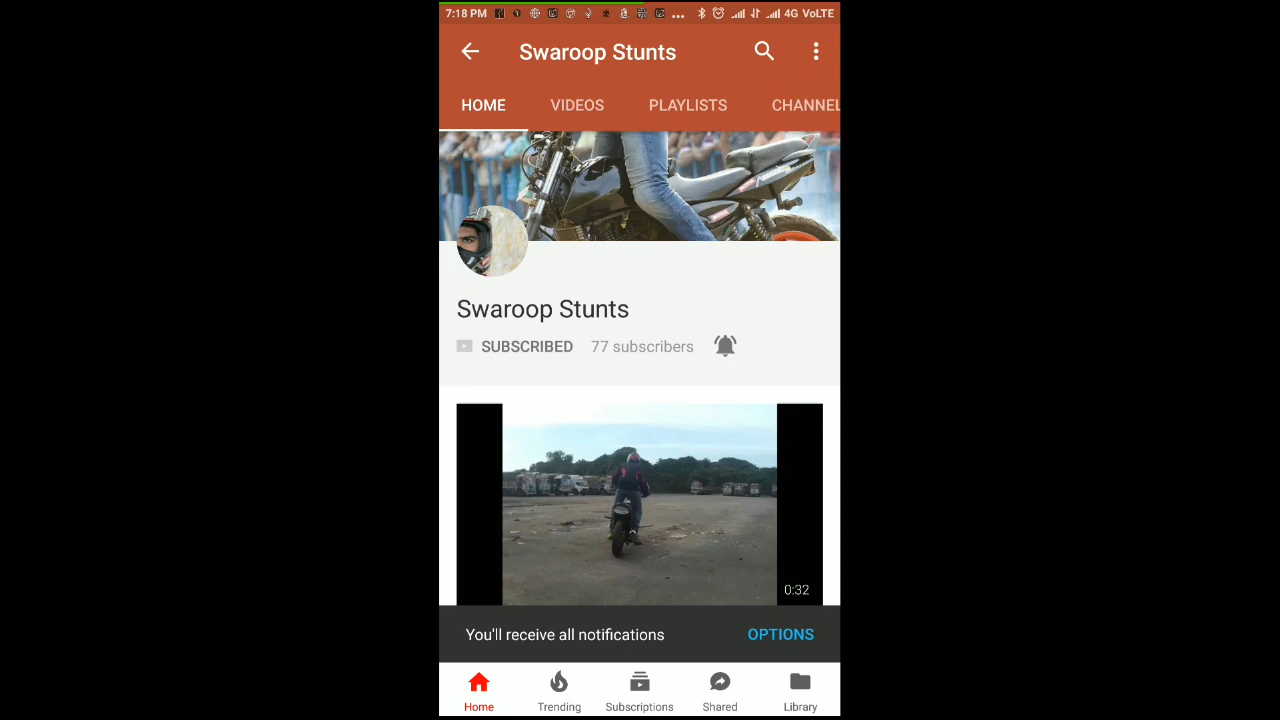 7:18 PM ... 4G VoLTE
Swaroop Stunts
HOME VIDEOS PLAYLISTS CHANNEL
Swaroop Stunts
SUBSCRIBED 77 subscribers
0:32
You'll receive all notifications OPTIONS
Home Trending Subscriptions Shared Library